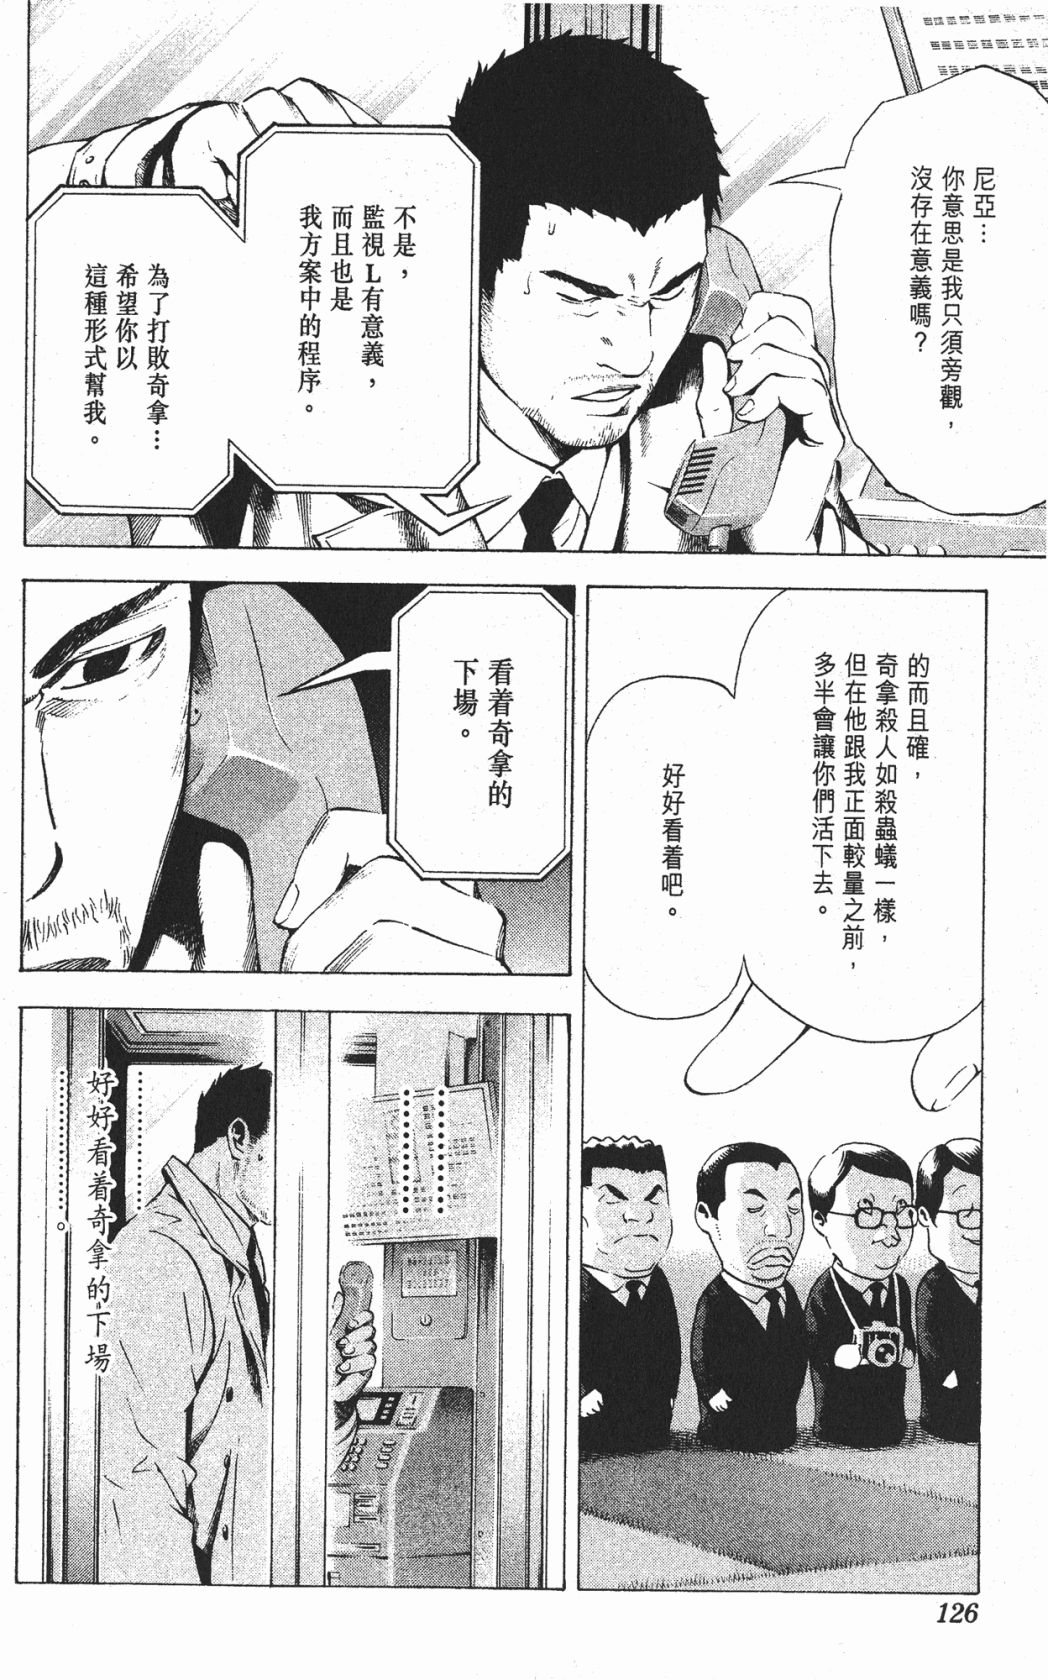 尼亞…
你意思是我只須旁觀，
沒存在意義嗎？
不是，
監視L有意義，
而且也是
我方案中的程序。
為了打敗奇拿…
希望你以
這種形式幫我。
的而且確，
奇拿殺人如殺蟲蟻一樣，
但在他跟我正面較量之前，
多半會讓你們活下去。
好好看着吧。
看着奇拿的
下場。
………………
………………
………………
好好看着奇拿的下場
………………。
126